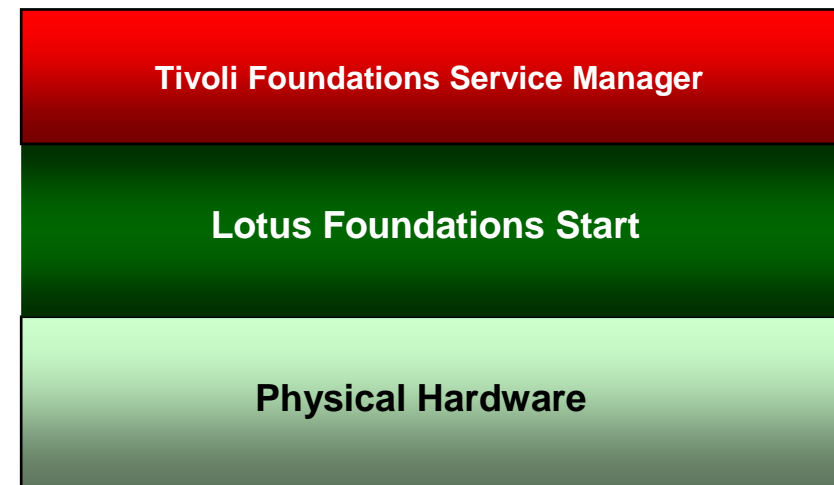 Tivoli Foundations Service Manager
Lotus Foundations Start
Physical Hardware